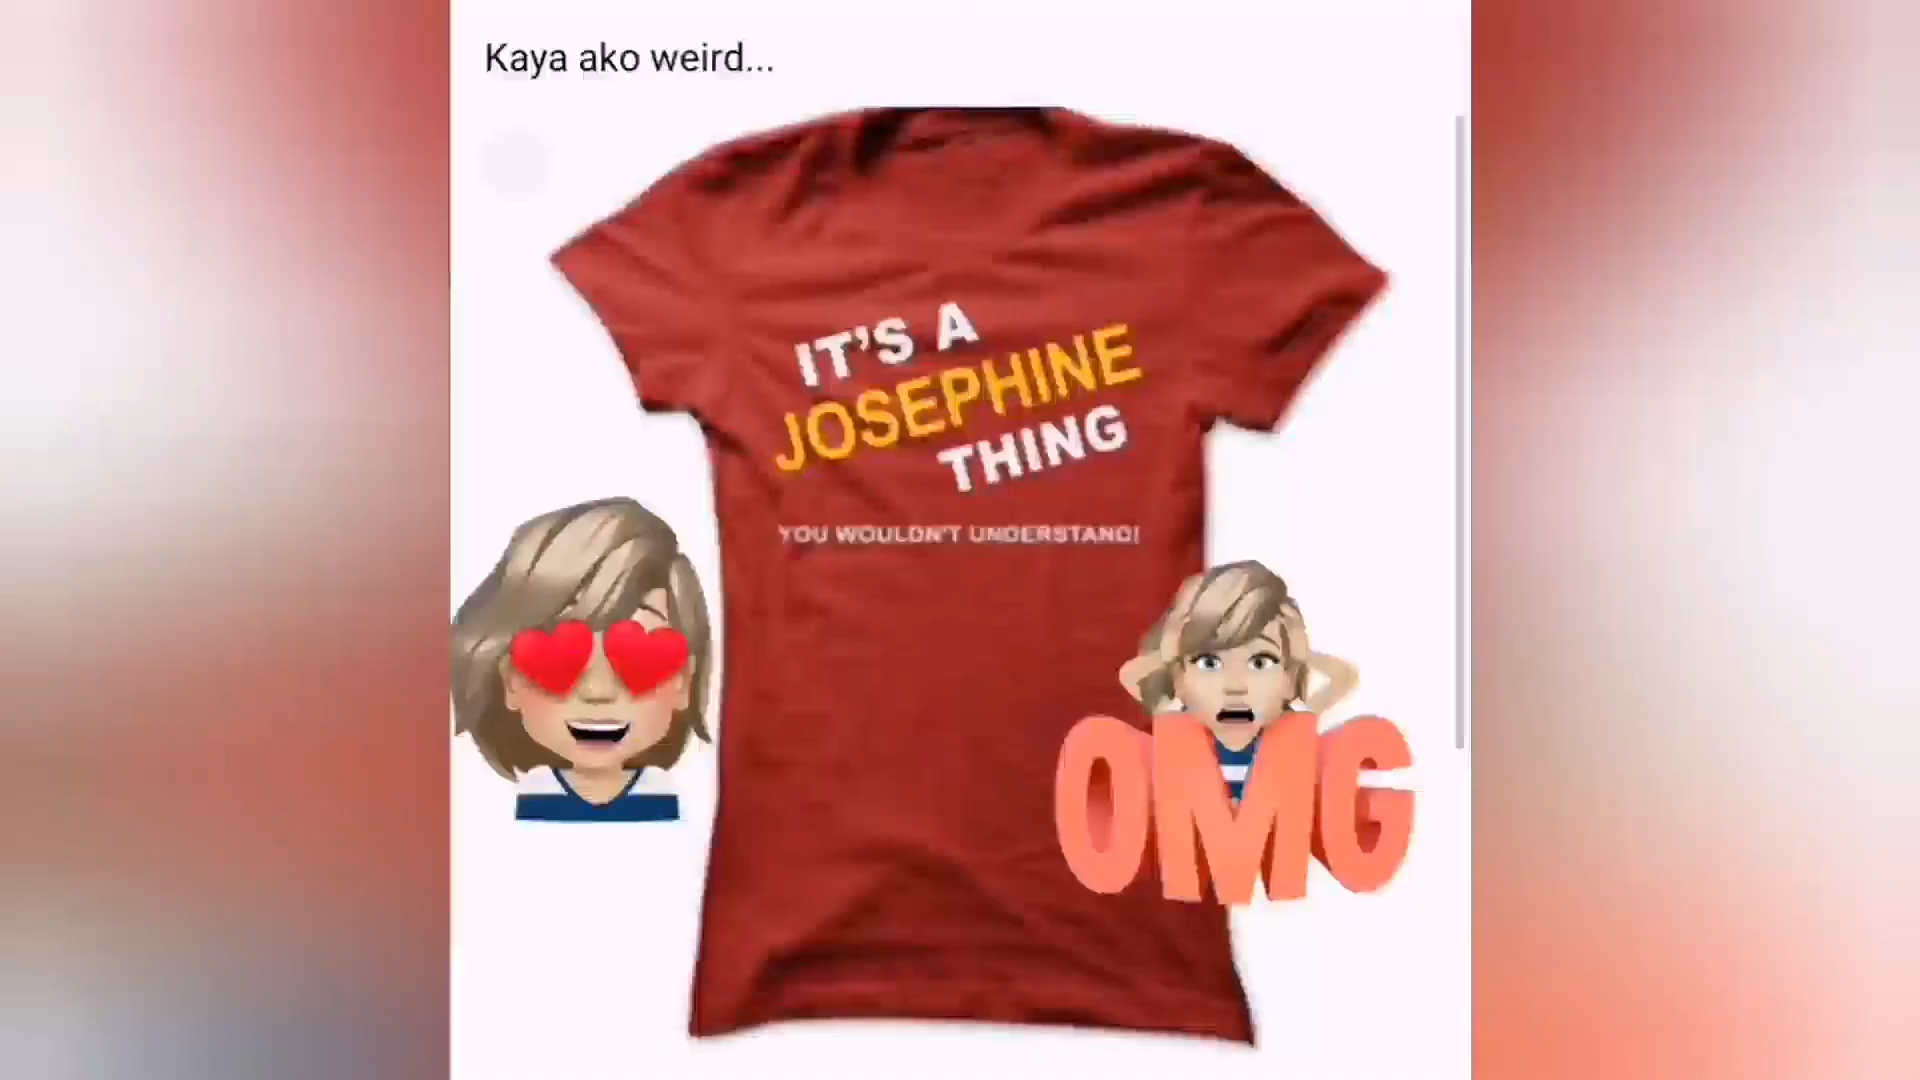 Kaya ako weird...
IT'S A
JOSEPHINE
THING
YOU WOULDN'T UNDERSTAND!
OMG